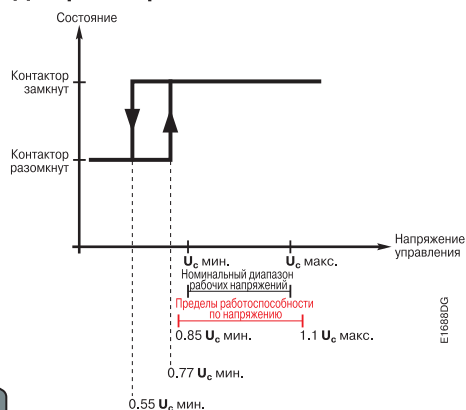 Состояние
Контактор
замкнут
Контактор
разомкнут
Напряжение
управления
Uc мин.
Uc макс.
Номинальный диапазон
рабочих напряжений
Пределы работоспособности
по напряжению
0.85 Uc мин.
1.1 Uc макс.
0.77 Uc мин.
0.55 Uc мин.
E1688DG